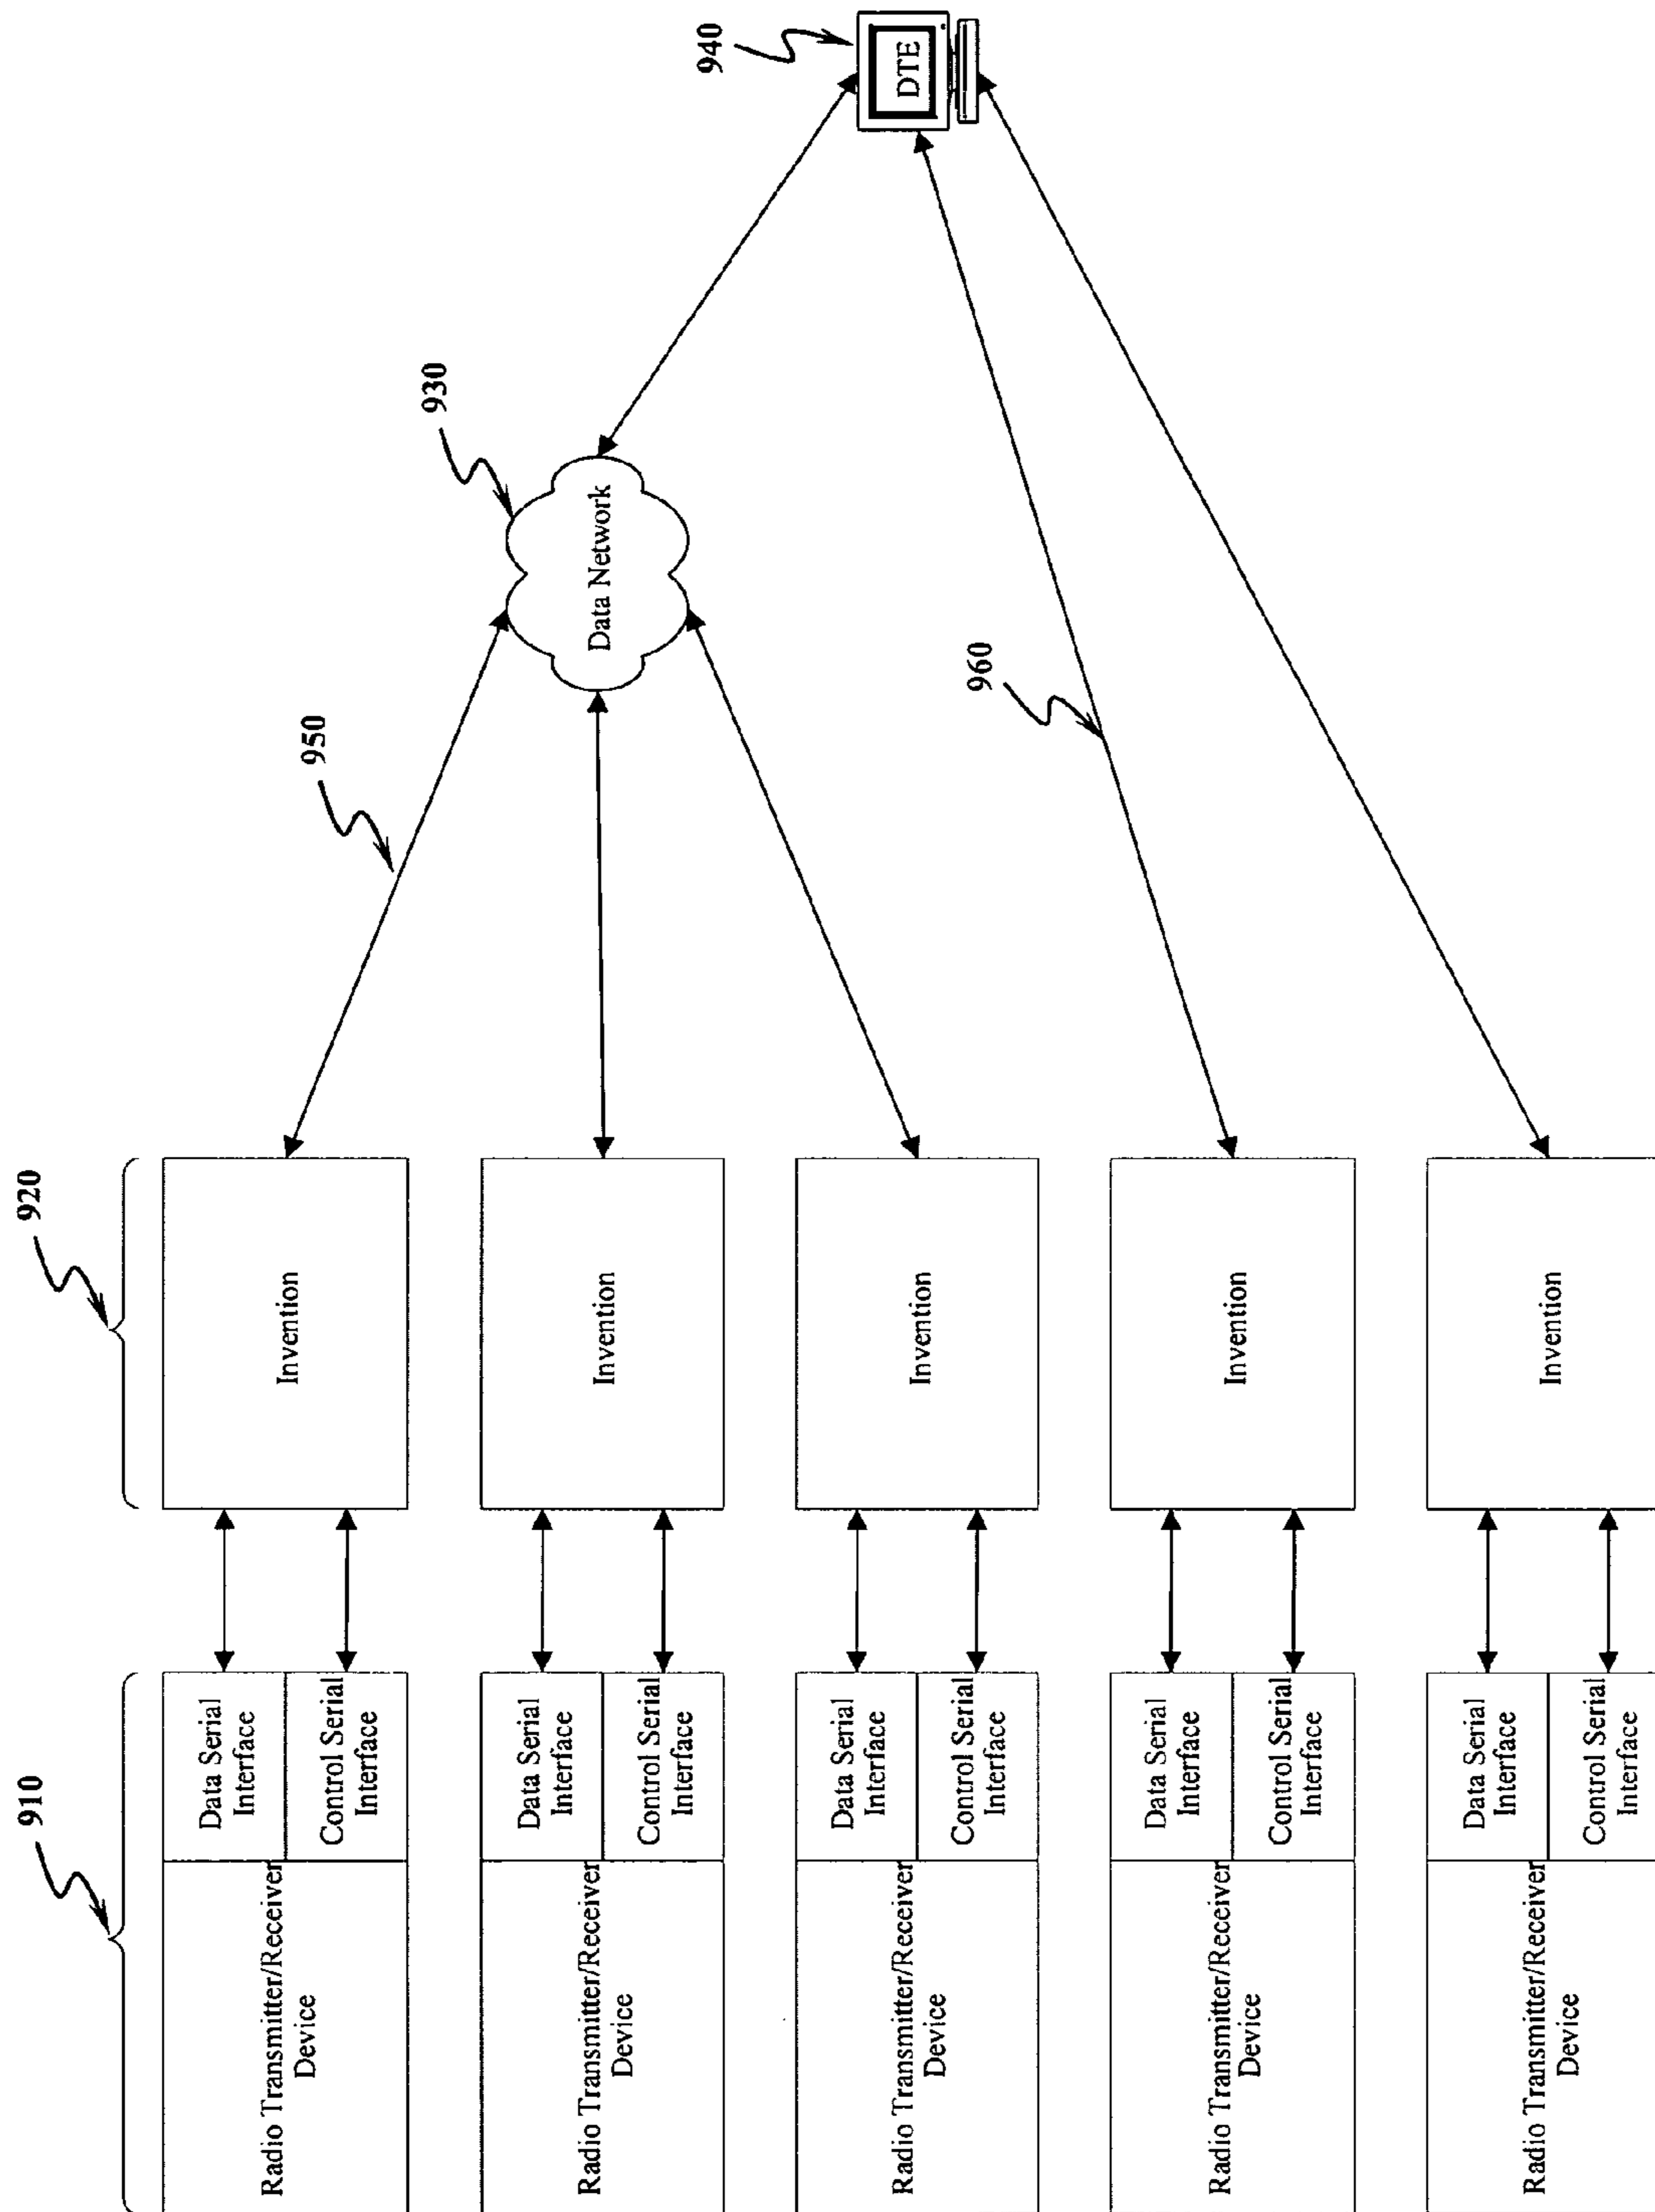 910
920
930
940
950
960
Radio Transmitter/Receiver
Device
Data Serial
Interface
Control Serial
Interface
Invention
Radio Transmitter/Receiver
Device
Data Serial
Interface
Control Serial
Interface
Invention
Radio Transmitter/Receiver
Device
Data Serial
Interface
Control Serial
Interface
Invention
Radio Transmitter/Receiver
Device
Data Serial
Interface
Control Serial
Interface
Invention
Radio Transmitter/Receiver
Device
Data Serial
Interface
Control Serial
Interface
Invention
Data Network
DTE